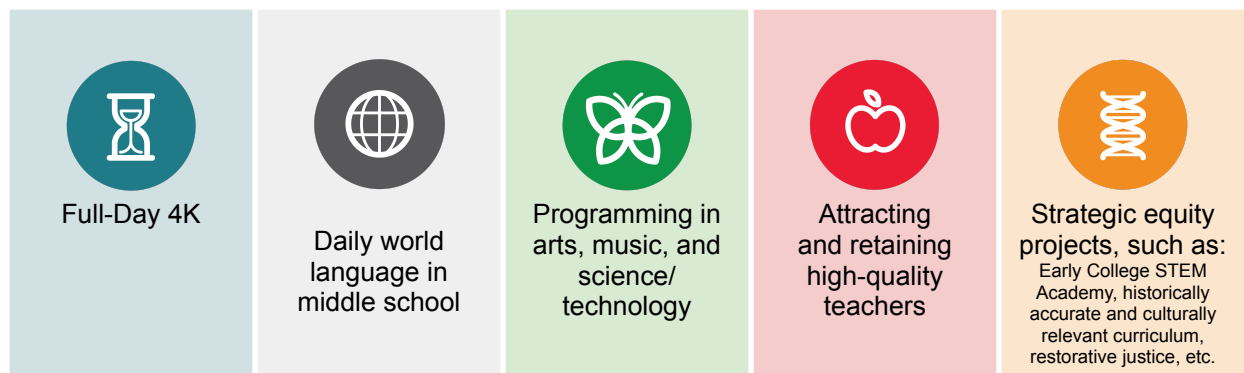 Full-Day 4K
Daily world
language in
middle school
Programming in
arts, music, and
science/
technology
Attracting
and retaining
high-quality
teachers
Strategic equity
projects, such as:
Early College STEM
Academy, historically
accurate and culturally
relevant curriculum,
restorative justice, etc.